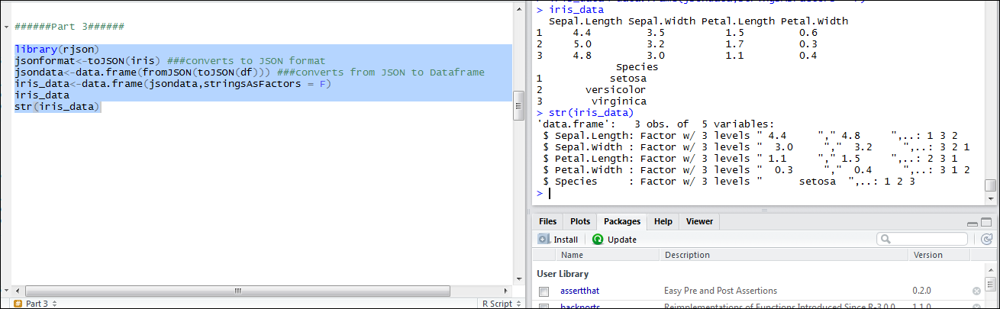 ######Part 3######
library(rjson)
jsonformat<-toJSON(iris) ###converts to JSON format
jsondata<-data.frame(fromJSON(toJSON(df))) ###converts from JSON to Dataframe
iris_data<-data.frame(jsondata,stringsAsFactors = F)
iris_data
str(iris_data)
Part 3
R Script
> iris_data
Sepal.Length Sepal.Width Petal.Length Petal.Width
1 4.4 3.5 1.5 0.6
2 5.0 3.2 1.7 0.3
3 4.8 3.0 1.1 0.4
Species
1 setosa
2 versicolor
3 virginica
> str(iris_data)
'data.frame': 3 obs. of 5 variables:
$ Sepal.Length: Factor w/ 3 levels " 4.4 "," 4.8 ",..: 1 3 2
$ Sepal.Width : Factor w/ 3 levels " 3.0 "," 3.2 ",..: 3 2 1
$ Petal.Length: Factor w/ 3 levels " 1.1 "," 1.5 ",..: 2 3 1
$ Petal.Width : Factor w/ 3 levels " 0.3 "," 0.4 ",..: 3 1 2
$ Species : Factor w/ 3 levels " setosa ",..: 1 2 3
>
Files Plots Packages Help Viewer
Install Update
Name Description Version
User Library
assertthat Easy Pre and Post Assertions 0.2.0
backports Reimplementations of Functions Introduced Since R-3.0.0 1.1.0